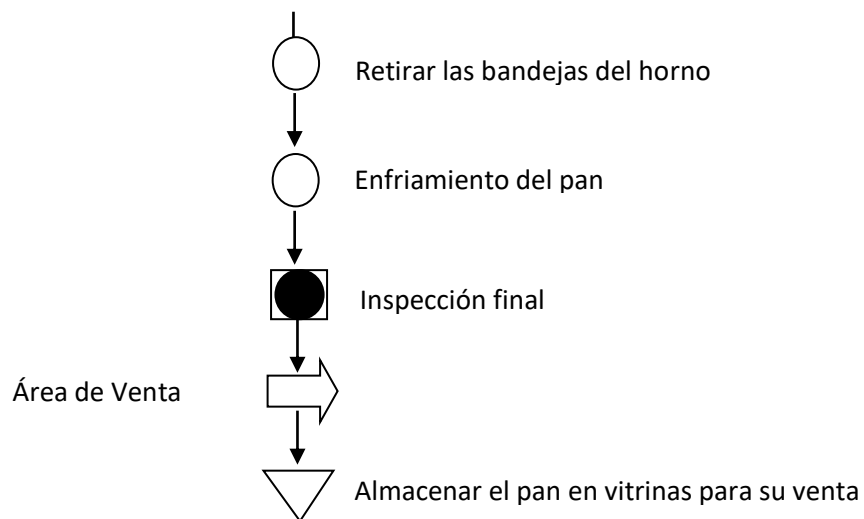 Retirar las bandejas del horno
Enfriamiento del pan
Inspección final
Área de Venta
Almacenar el pan en vitrinas para su venta